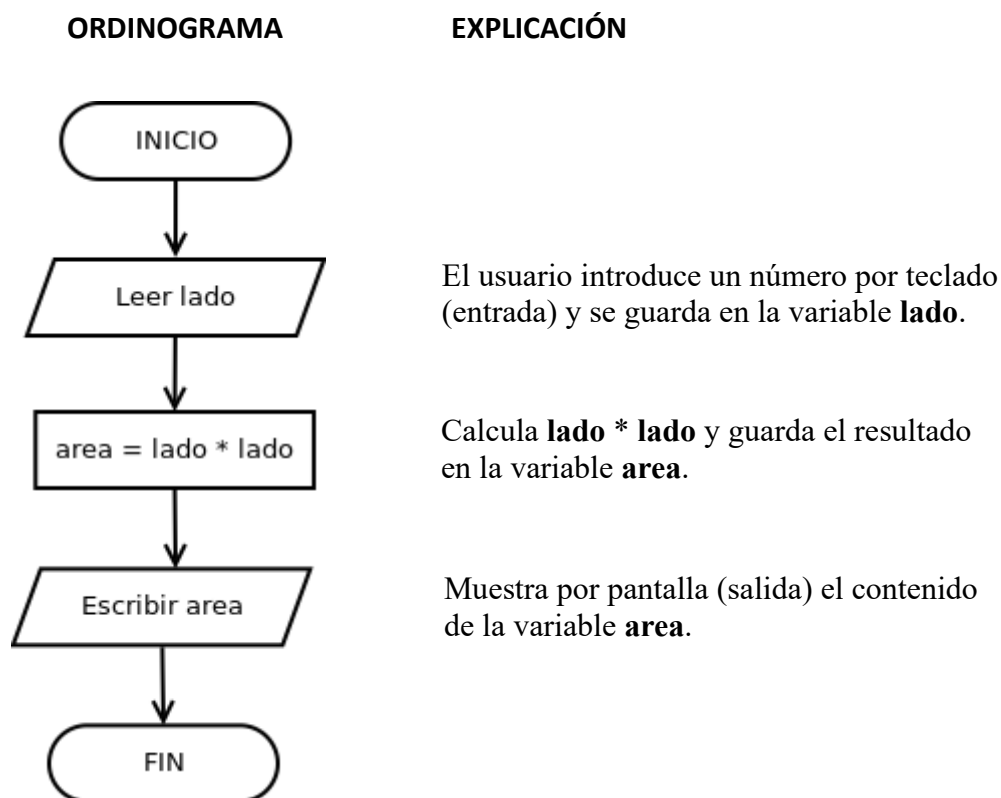 ORDINOGRAMA
EXPLICACIÓN
INICIO
Leer lado
El usuario introduce un número por teclado
(entrada) y se guarda en la variable lado.
area = lado * lado
Calcula lado * lado y guarda el resultado
en la variable area.
Escribir area
Muestra por pantalla (salida) el contenido
de la variable area.
FIN